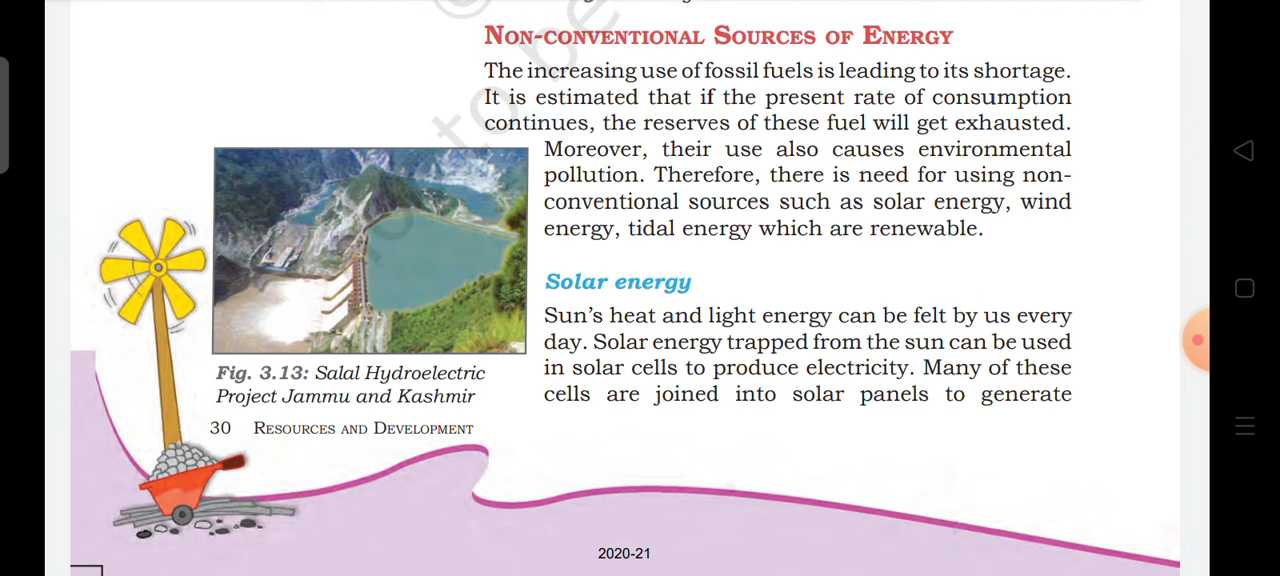 NON-CONVENTIONAL SOURCES OF ENERGY
The increasing use of fossil fuels is leading to its shortage.
It is estimated that if the present rate of consumption
continues, the reserves of these fuel will get exhausted.
Moreover, their use also causes environmental
pollution. Therefore, there is need for using non-
conventional sources such as solar energy, wind
energy, tidal energy which are renewable.
Solar energy
Sun's heat and light energy can be felt by us every
day. Solar energy trapped from the sun can be used
in solar cells to produce electricity. Many of these
cells are joined into solar panels to generate
Fig. 3.13: Salal Hydroelectric
Project Jammu and Kashmir
30 RESOURCES AND DEVELOPMENT
2020-21
to be